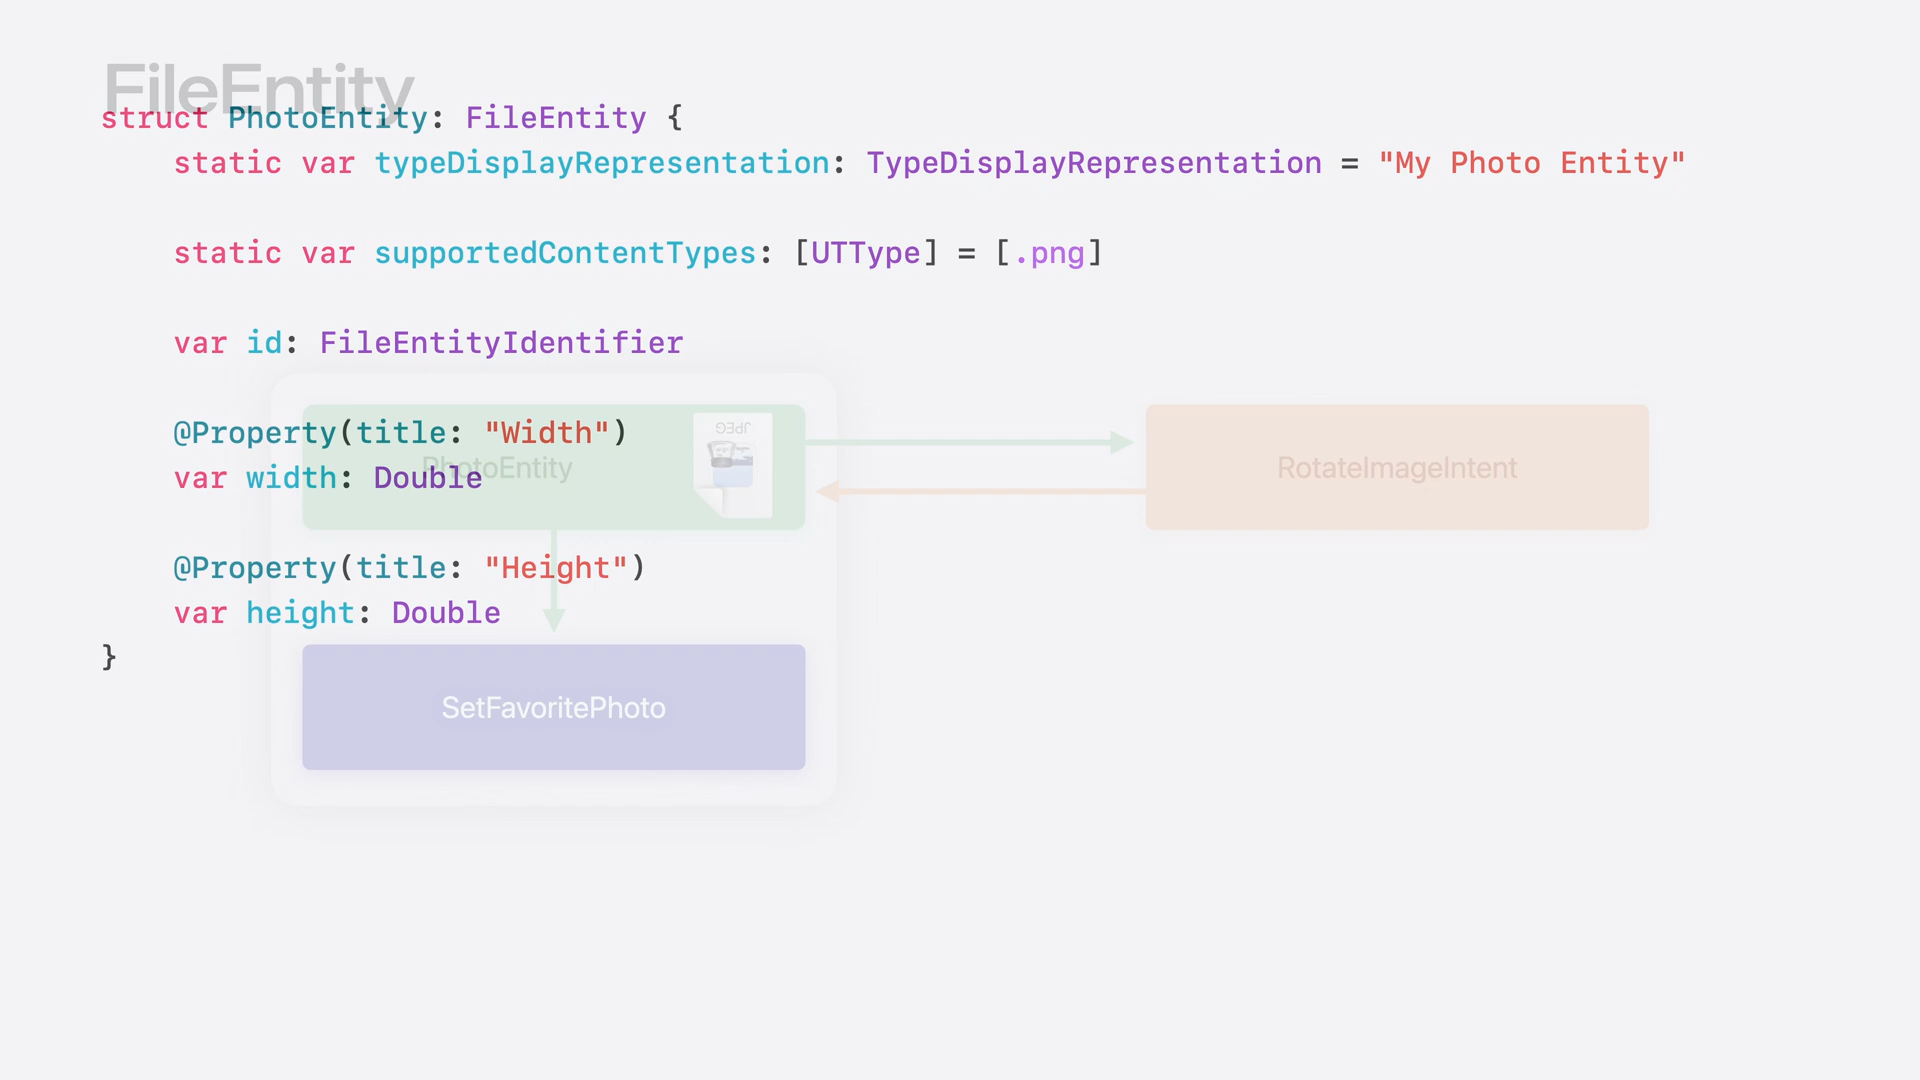 FileEntity
struct PhotoEntity: FileEntity {
static var typeDisplayRepresentation: TypeDisplayRepresentation = "My Photo Entity"
static var supportedContentTypes: [UTType] = [.png]
var id: FileEntityIdentifier
@Property(title: "Width")
var width: Double
@Property(title: "Height")
var height: Double
}
PhotoEntity
JPEG
RotateImageIntent
SetFavoritePhoto